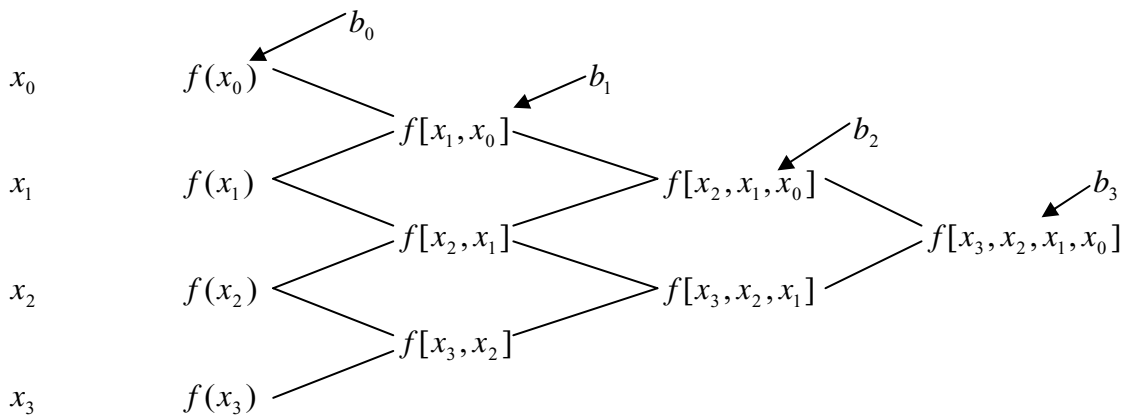 b₀
x₀ f(x₀)
b₁
f[x₁, x₀]
b₂
x₁ f(x₁) f[x₂, x₁, x₀]
b₃
f[x₂, x₁] f[x₃, x₂, x₁, x₀]
x₂ f(x₂) f[x₃, x₂, x₁]
f[x₃, x₂]
x₃ f(x₃)